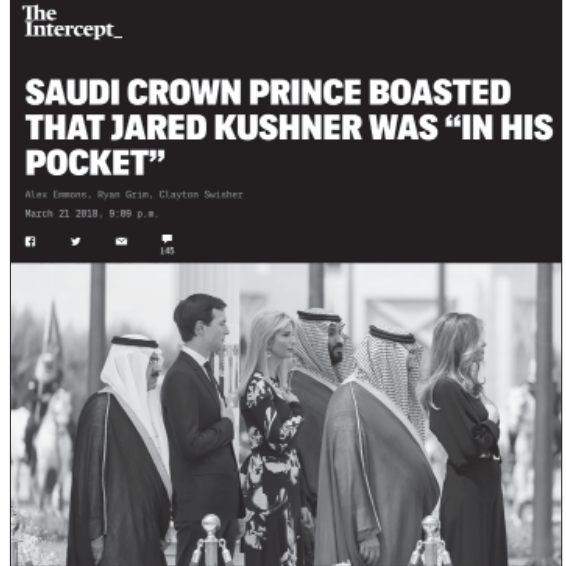 The
Intercept_
SAUDI CROWN PRINCE BOASTED
THAT JARED KUSHNER WAS “IN HIS
POCKET”
Alex Emmons, Ryan Grim, Clayton Swisher
March 21 2018, 9:09 p.m.
145